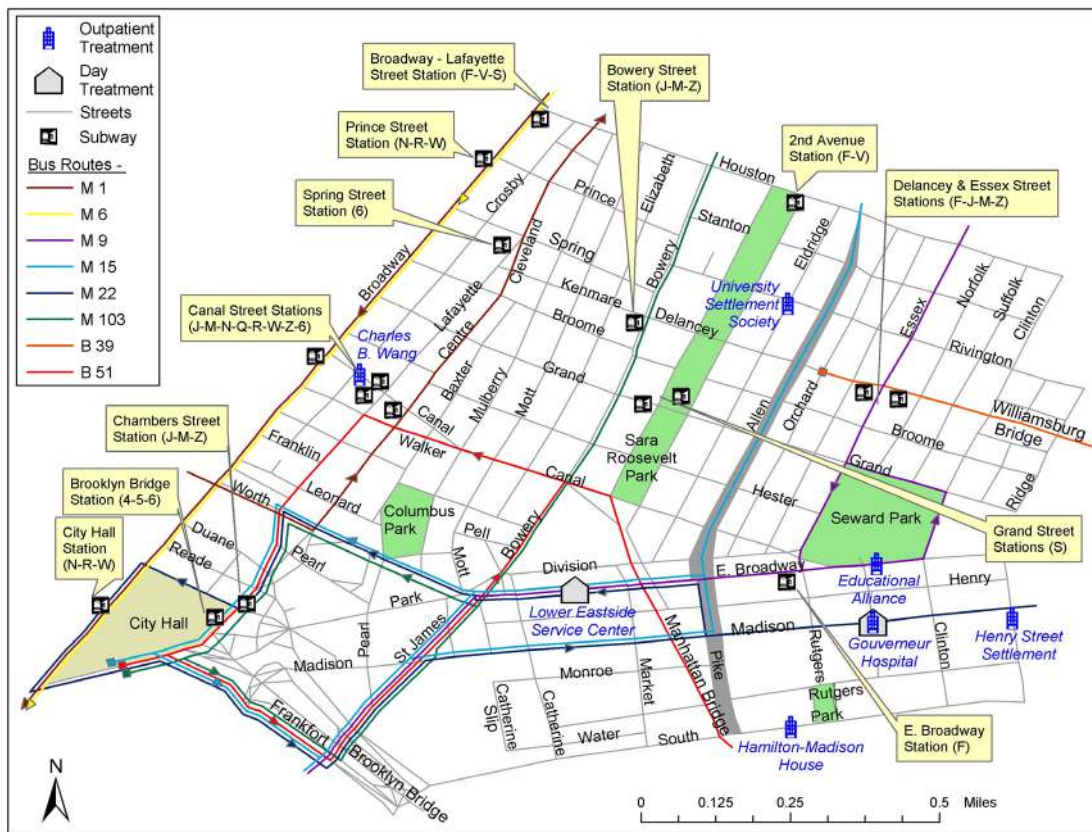 Outpatient
Treatment
Day
Treatment
Streets
Subway
Bus Routes -
M 1
M 6
M 9
M 15
M 22
M 103
B 39
B 51
Broadway - Lafayette
Street Station (F-V-S)
Bowery Street
Station (J-M-Z)
Prince Street
Station (N-R-W)
2nd Avenue
Station (F-V)
Delancey & Essex Street
Stations (F-J-M-Z)
Spring Street
Station (6)
Canal Street Stations
(J-M-N-Q-R-W-Z-6)
Chambers Street
Station (J-M-Z)
Brooklyn Bridge
Station (4-5-6)
City Hall
Station
(N-R-W)
Grand Street
Stations (S)
E. Broadway
Station (F)
Houston
Prince
Crosby
Elizabeth
Stanton
Cleveland
Spring
Bowery
Eldridge
Broadway
Kenmare
Lafayette
Broome
Delancey
University
Settlement
Society
Essex
Norfolk
Suffolk
Clinton
Rivington
Charles
B. Wang
Centre
Baxter
Mulberry
Mott
Grand
Allen
Orchard
Williamsburg
Bridge
Broome
Canal
Walker
Franklin
Leonard
Worth
Sara
Roosevelt
Park
Canal
Hester
Grand
Ridge
Seward Park
Columbus
Park
Pell
Bowery
Mott
Duane
Reade
Pearl
Division
E. Broadway
Educational
Alliance
Henry
Park
Lower Eastside
Service Center
City Hall
Pearl
St James
Madison
Madison
Gouverneur
Hospital
Henry Street
Settlement
Monroe
Manhattan Bridge
Pike
Rutgers
Clinton
Market
Catherine
Slip
Catherine
Rutgers
Park
Water
South
Frankfort
Brooklyn Bridge
Hamilton-Madison
House
N
0 0.125 0.25 0.5 Miles